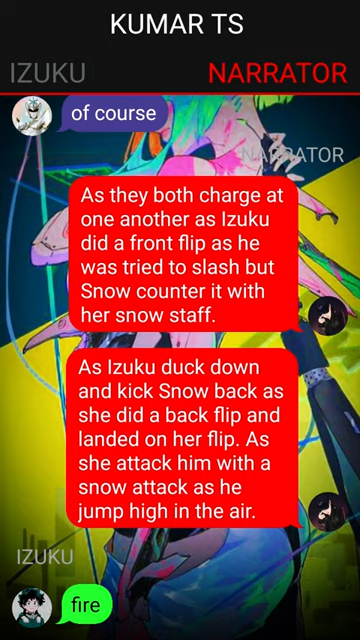 KUMAR TS
IZUKU
NARRATOR
of course
NARRATOR
As they both charge at
one another as Izuku
did a front flip as he
was tried to slash but
Snow counter it with
her snow staff.
As Izuku duck down
and kick Snow back as
she did a back flip and
landed on her flip. As
she attack him with a
snow attack as he
jump high in the air.
IZUKU
fire